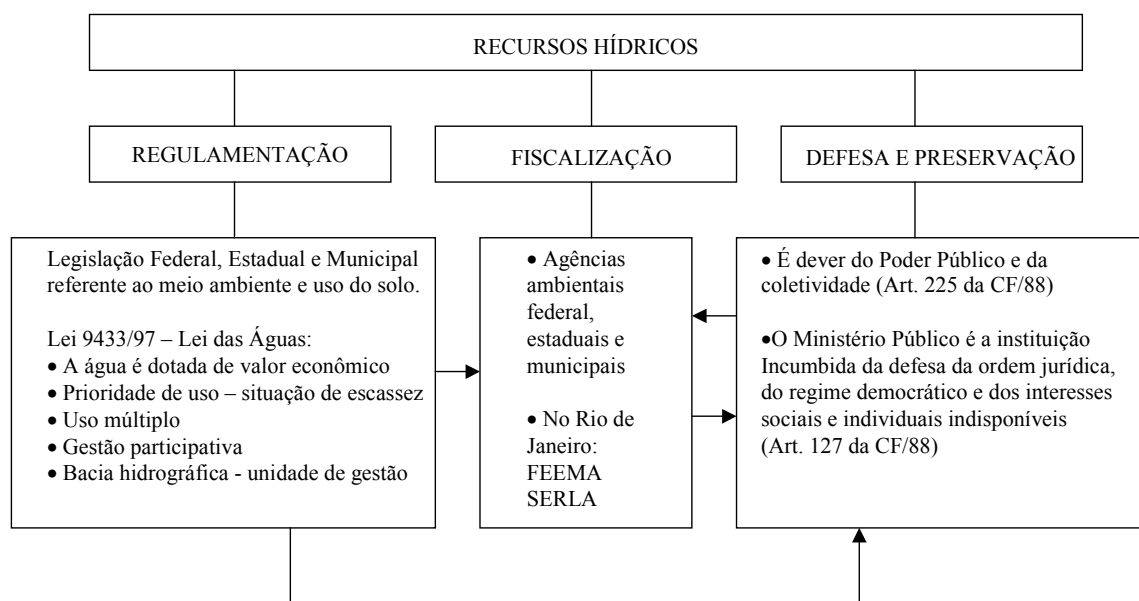 RECURSOS HÍDRICOS
REGULAMENTAÇÃO
FISCALIZAÇÃO
DEFESA E PRESERVAÇÃO
Legislação Federal, Estadual e Municipal
referente ao meio ambiente e uso do solo.
Lei 9433/97 – Lei das Águas:
• A água é dotada de valor econômico
• Prioridade de uso – situação de escassez
• Uso múltiplo
• Gestão participativa
• Bacia hidrográfica - unidade de gestão
• Agências
ambientais
federal,
estaduais e
municipais
• No Rio de
Janeiro:
FEEMA
SERLA
• É dever do Poder Público e da
coletividade (Art. 225 da CF/88)
•O Ministério Público é a instituição
Incumbida da defesa da ordem jurídica,
do regime democrático e dos interesses
sociais e individuais indisponíveis
(Art. 127 da CF/88)